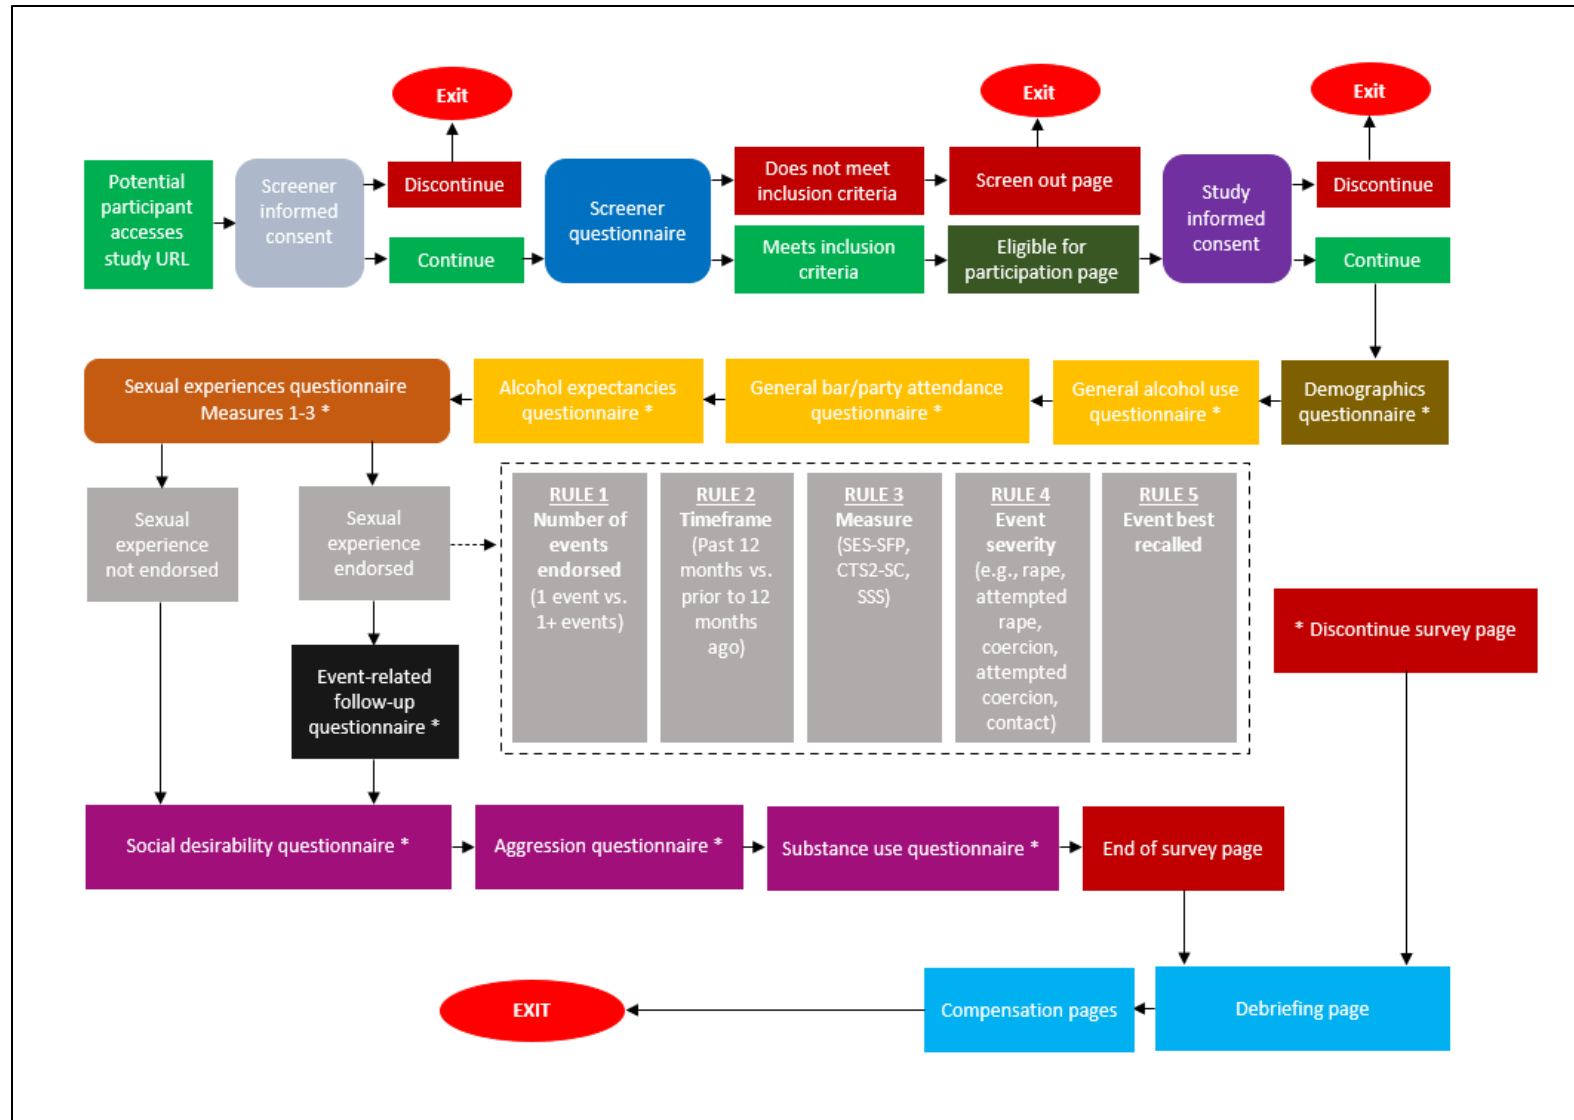 Exit
Exit
Exit
Potential
participant
accesses
study URL
Screener
informed
consent
Discontinue
Continue
Screener
questionnaire
Does not meet
inclusion criteria
Meets inclusion
criteria
Screen out page
Eligible for
participation page
Study
informed
consent
Discontinue
Continue
Sexual experiences questionnaire
Measures 1-3 *
Alcohol expectancies
questionnaire *
General bar/party attendance
questionnaire *
General alcohol use
questionnaire *
Demographics
questionnaire *
Sexual
experience
not endorsed
Sexual
experience
endorsed
RULE 1
Number of
events
endorsed
(1 event vs.
1+ events)
RULE 2
Timeframe
(Past 12
months vs.
prior to 12
months
ago)
RULE 3
Measure
(SES-SFP,
CTS2-SC,
SSS)
RULE 4
Event
severity
(e.g., rape,
attempted
rape,
coercion,
attempted
coercion,
contact)
RULE 5
Event best
recalled
* Discontinue survey page
Event-related
follow-up
questionnaire *
Social desirability questionnaire *
Aggression questionnaire *
Substance use questionnaire *
End of survey page
EXIT
Compensation pages
Debriefing page